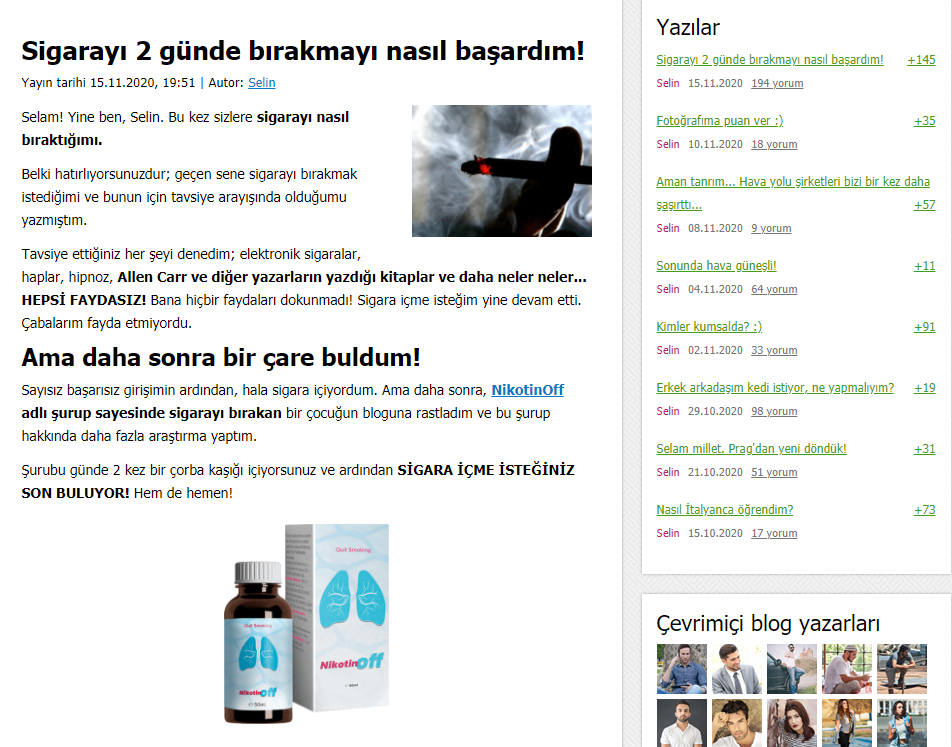 Sigarayı 2 günde bırakmayı nasıl başardım!
Yayın tarihi 15.11.2020, 19:51 | Autor: Selin
Selam! Yine ben, Selin. Bu kez sizlere sigarayı nasıl
bıraktığımı.
Belki hatırlıyorsunuzdur; geçen sene sigarayı bırakmak
istediğimi ve bunun için tavsiye arayışında olduğumu
yazmıştım.
Tavsiye ettiğiniz her şeyi denedim; elektronik sigaralar,
haplar, hipnoz, Allen Carr ve diğer yazarların yazdığı kitaplar ve daha neler neler...
HEPSİ FAYDASIZ! Bana hiçbir faydaları dokunmadı! Sigara içme isteğim yine devam etti.
Çabalarım fayda etmiyordu.
Ama daha sonra bir çare buldum!
Sayısız başarısız girişimin ardından, hala sigara içiyordum. Ama daha sonra, NikotinOff
adlı şurup sayesinde sigarayı bırakan bir çocuğun bloguna rastladım ve bu şurup
hakkında daha fazla araştırma yaptım.
Şurubu günde 2 kez bir çorba kaşığı içiyorsunuz ve ardından SİGARA İÇME İSTEĞİNİZ
SON BULUYOR! Hem de hemen!
Quit Smoking
NikotinOff
Quit Smoking
NikotinOff
Yazılar
Sigarayı 2 günde bırakmayı nasıl başardım! +145
Selin 15.11.2020 194 yorum
Fotoğrafıma puan ver :) +35
Selin 10.11.2020 18 yorum
Aman tanrım... Hava yolu şirketleri bizi bir kez daha
şaşırttı... +57
Selin 08.11.2020 9 yorum
Sonunda hava güneşli! +11
Selin 04.11.2020 64 yorum
Kimler kumsalda? :) +91
Selin 02.11.2020 33 yorum
Erkek arkadaşım kedi istiyor, ne yapmalıyım? +19
Selin 29.10.2020 98 yorum
Selam millet. Prag'dan yeni döndük! +31
Selin 21.10.2020 51 yorum
Nasıl İtalyanca öğrendim? +73
Selin 15.10.2020 17 yorum
Çevrimiçi blog yazarları